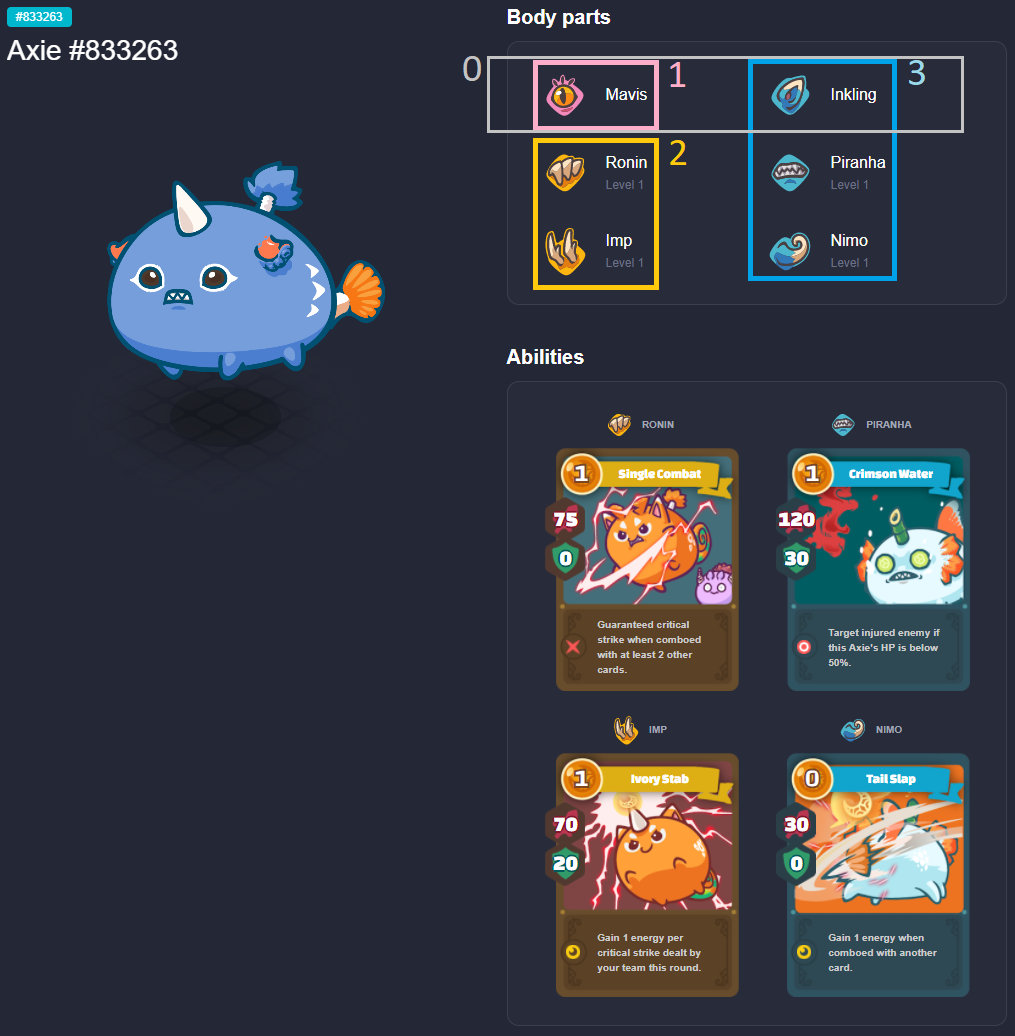 #833263
Axie #833263
Body parts
0
Mavis
1
Inkling
3
Ronin
Level 1
2
Piranha
Level 1
Imp
Level 1
Nimo
Level 1
Abilities
RONIN
PIRANHA
1
Single Combat
75
0
Guaranteed critical
strike when comboed
with at least 2 other
cards.
1
Crimson Water
120
30
Target injured enemy if
this Axie's HP is below
50%.
IMP
NIMO
1
Ivory Stab
70
20
Gain 1 energy per
critical strike dealt by
your team this round.
0
Tail Slap
30
0
Gain 1 energy when
comboed with another
card.